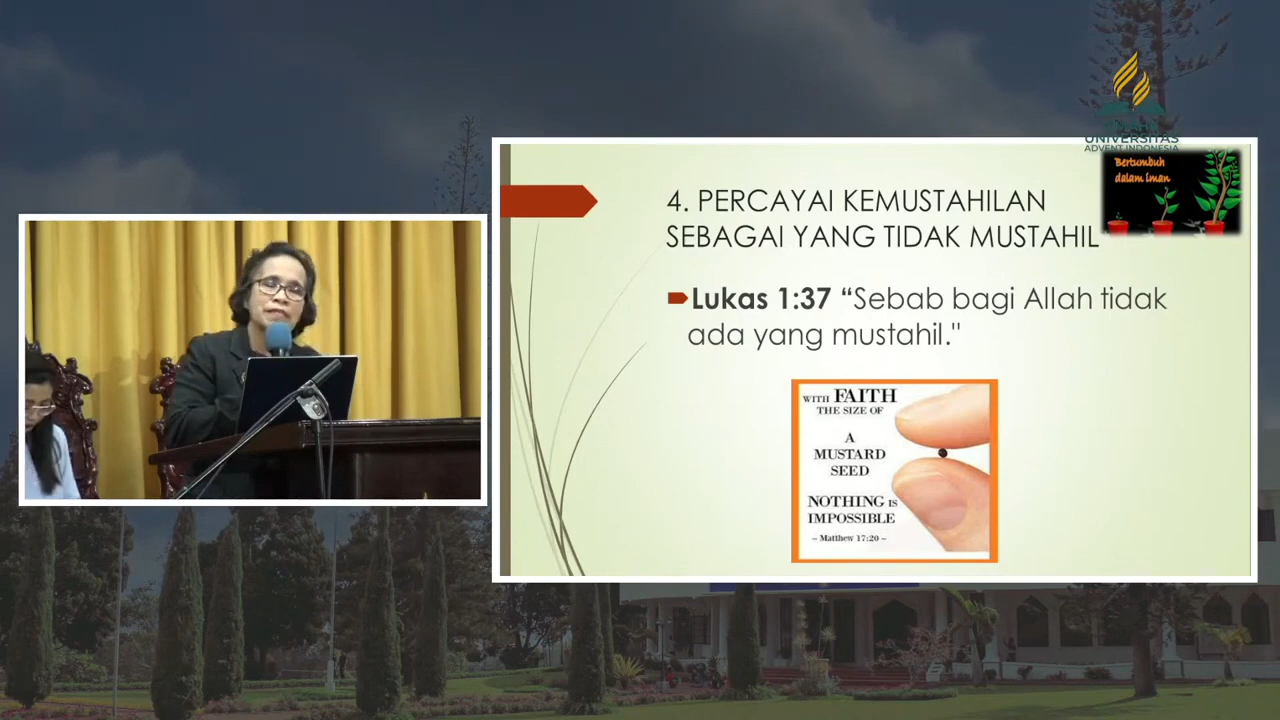 UNIVERSITAS
ADVENT INDONESIA
Bertumbuh
dalam Iman
4. PERCAYAI KEMUSTAHILAN
SEBAGAI YANG TIDAK MUSTAHIL
Lukas 1:37 “Sebab bagi Allah tidak
ada yang mustahil."
WITH FAITH
THE SIZE OF
A
MUSTARD
SEED
NOTHING IS
IMPOSSIBLE
~ Matthew 17:20 ~